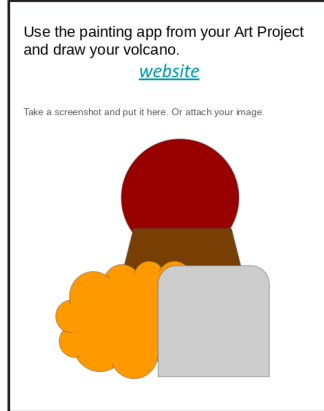 Use the painting app from your Art Project
and draw your volcano.
website
Take a screenshot and put it here. Or attach your image.